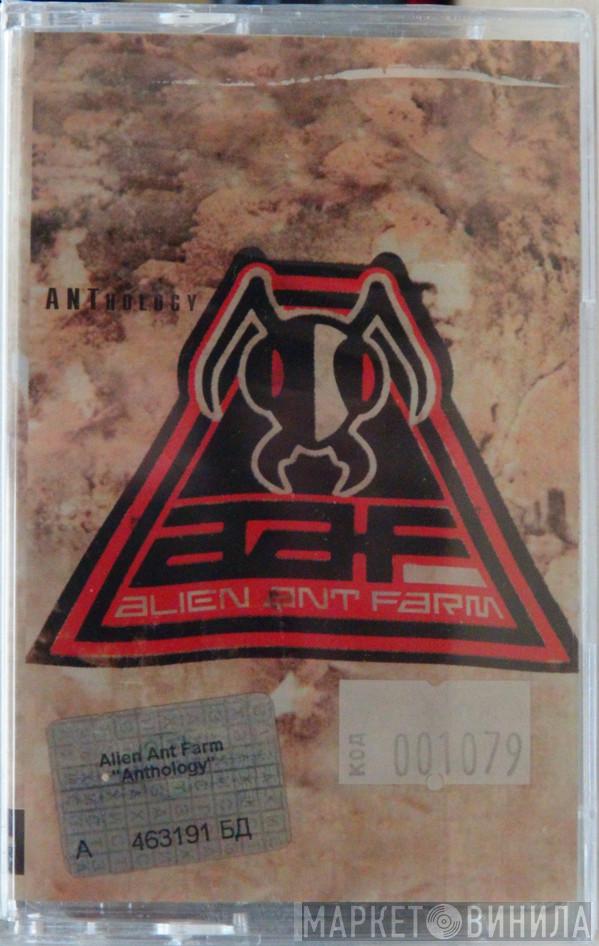 ANTHOLOGY
aaf
ALIEN ANT FARM
Alien Ant Farm
"Anthology"
А 463191 БД
КОД 001079
МАРКЕТ ВИНИЛА